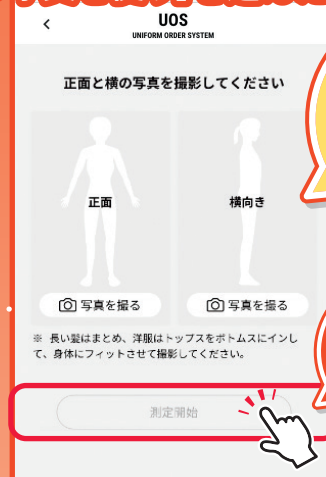 UOS
UNIFORM ORDER SYSTEM
正面と横の写真を撮影してください
正面
横向き
写真を撮る
写真を撮る
※ 長い髪はまとめ、洋服はトップスをボトムスにインし
て、身体にフィットさせて撮影してください。
測定開始